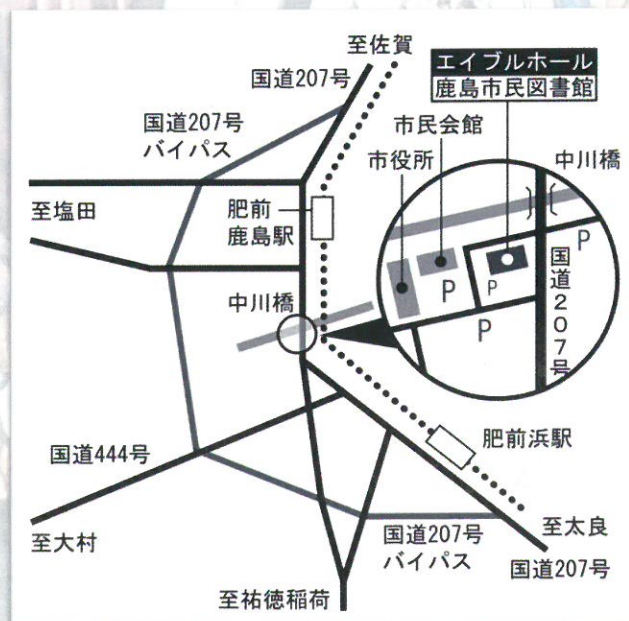 至佐賀
国道207号
エイブルホール
鹿島市民図書館
国道207号
バイパス
市民会館
市役所
中川橋
至塩田
肥前
鹿島駅
P
P
P
P
国道207号
中川橋
肥前浜駅
国道444号
至大村
国道207号
バイパス
至太良
国道207号
至祐徳稲荷